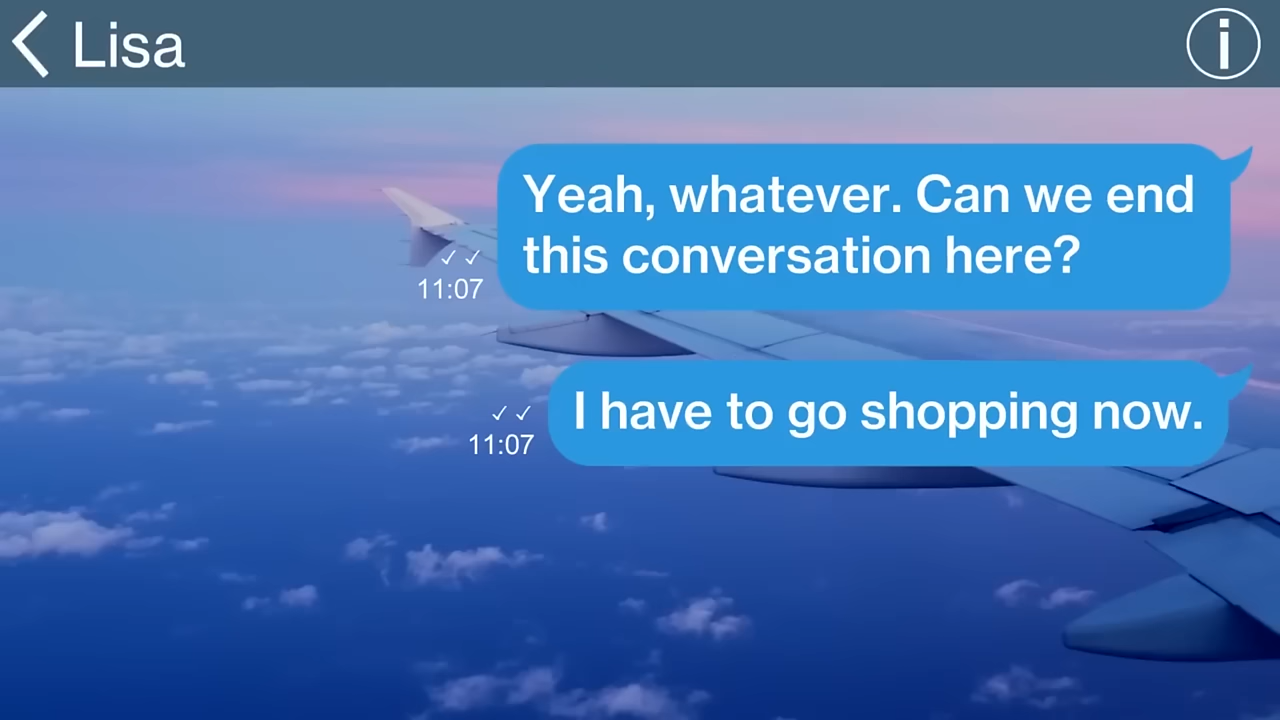 Lisa
Yeah, whatever. Can we end
this conversation here?
✓✓
11:07
I have to go shopping now.
✓✓
11:07